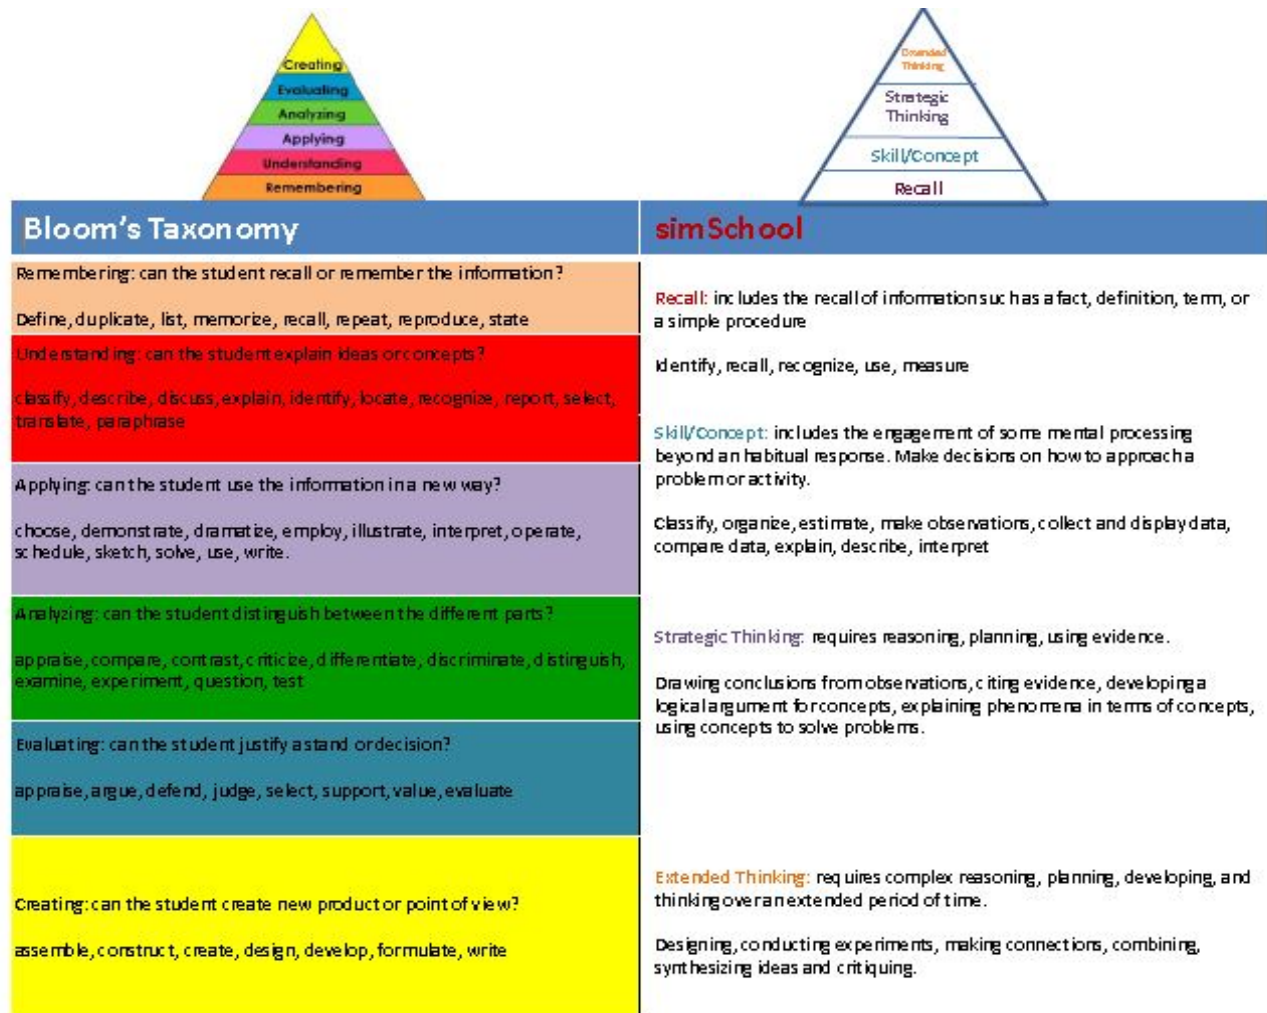 Creating
Evaluating
Analyzing
Applying
Understanding
Remembering
Extended
Thinking
Strategic
Thinking
Skill/Concept
Recall
Bloom's Taxonomy
simSchool
Remembering: can the student recall or remember the information?
Define, duplicate, list, memorize, recall, repeat, reproduce, state
Understanding: can the student explain ideas or concepts?
classify, describe, discuss, explain, identify, locate, recognize, report, select,
translate, paraphrase
Applying: can the student use the information in a new way?
choose, demonstrate, dramatize, employ, illustrate, interpret, operate,
schedule, sketch, solve, use, write.
Analyzing: can the student distinguish between the different parts?
appraise, compare, contrast, criticize, differentiate, discriminate, distinguish,
examine, experiment, question, test
Evaluating: can the student justify a stand or decision?
appraise, argue, defend, judge, select, support, value, evaluate
Creating: can the student create new product or point of view?
assemble, construct, create, design, develop, formulate, write
Recall: includes the recall of information such has a fact, definition, term, or
a simple procedure
Identify, recall, recognize, use, measure
Skill/Concept: includes the engagement of some mental processing
beyond an habitual response. Make decisions on how to approach a
problem or activity.
Classify, organize, estimate, make observations, collect and display data,
compare data, explain, describe, interpret
Strategic Thinking: requires reasoning, planning, using evidence.
Drawing conclusions from observations, citing evidence, developing a
logical argument for concepts, explaining phenomena in terms of concepts,
using concepts to solve problems.
Extended Thinking: requires complex reasoning, planning, developing, and
thinking over an extended period of time.
Designing, conducting experiments, making connections, combining,
synthesizing ideas and critiquing.